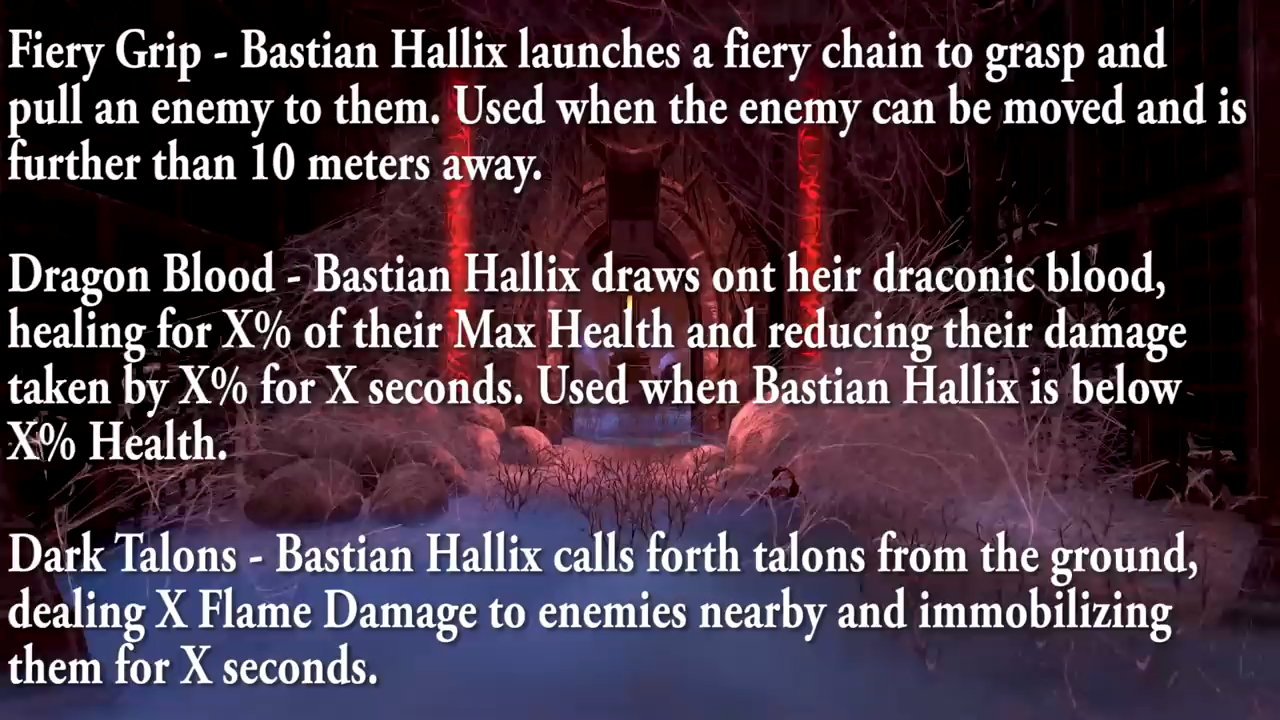 Fiery Grip - Bastian Hallix launches a fiery chain to grasp and
pull an enemy to them. Used when the enemy can be moved and is
further than 10 meters away.
Dragon Blood - Bastian Hallix draws ont heir draconic blood,
healing for X% of their Max Health and reducing their damage
taken by X% for X seconds. Used when Bastian Hallix is below
X% Health.
Dark Talons - Bastian Hallix calls forth talons from the ground,
dealing X Flame Damage to enemies nearby and immobilizing
them for X seconds.